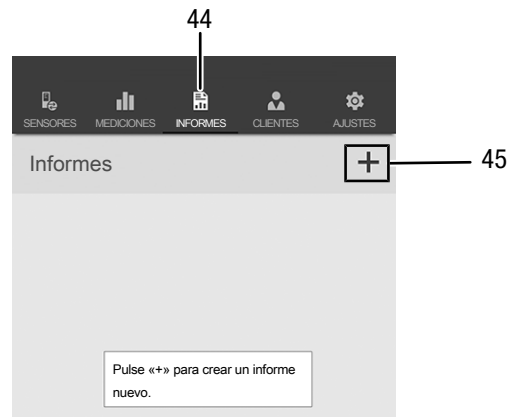 44
SENSORES MEDICIONES INFORMES CLIENTES AJUSTES
Informes +
45
Pulse «+» para crear un informe
nuevo.